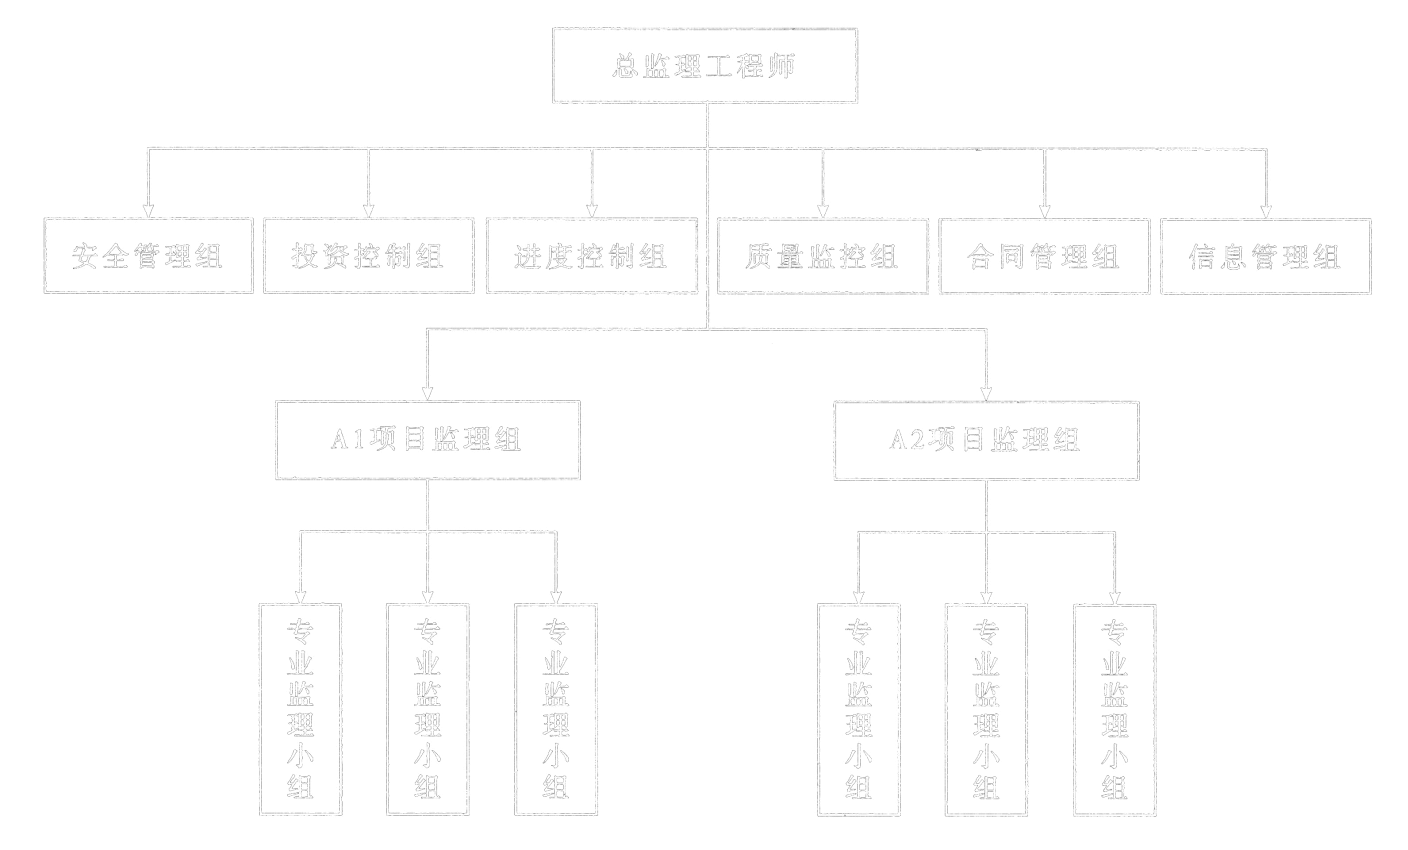 总监理工程师
安全管理组
投资控制组
进度控制组
质量监控组
合同管理组
信息管理组
A1项目监理组
A2项目监理组
专业监理小组
专业监理小组
专业监理小组
专业监理小组
专业监理小组
专业监理小组